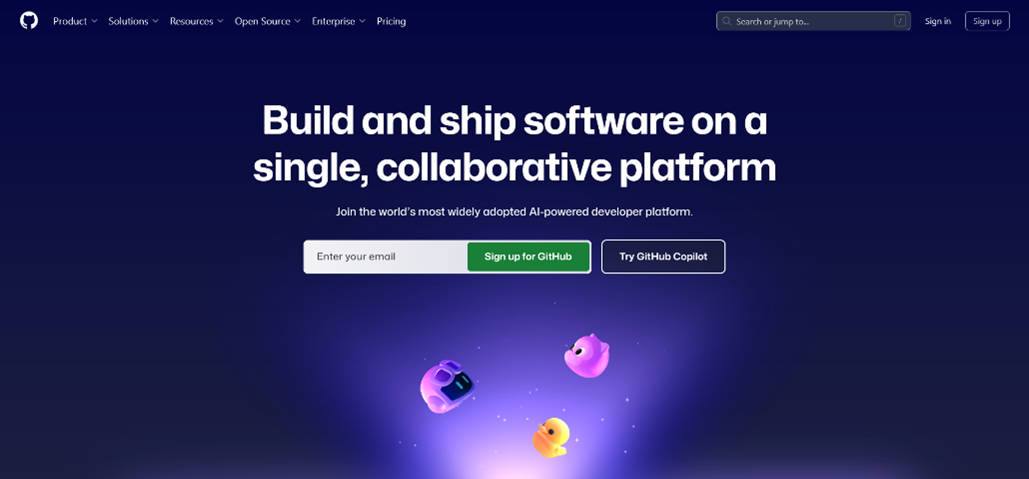 Product Solutions Resources Open Source Enterprise Pricing Search or jump to... / Sign in Sign up
Build and ship software on a
single, collaborative platform
Join the world's most widely adopted AI-powered developer platform.
Enter your email Sign up for GitHub Try GitHub Copilot